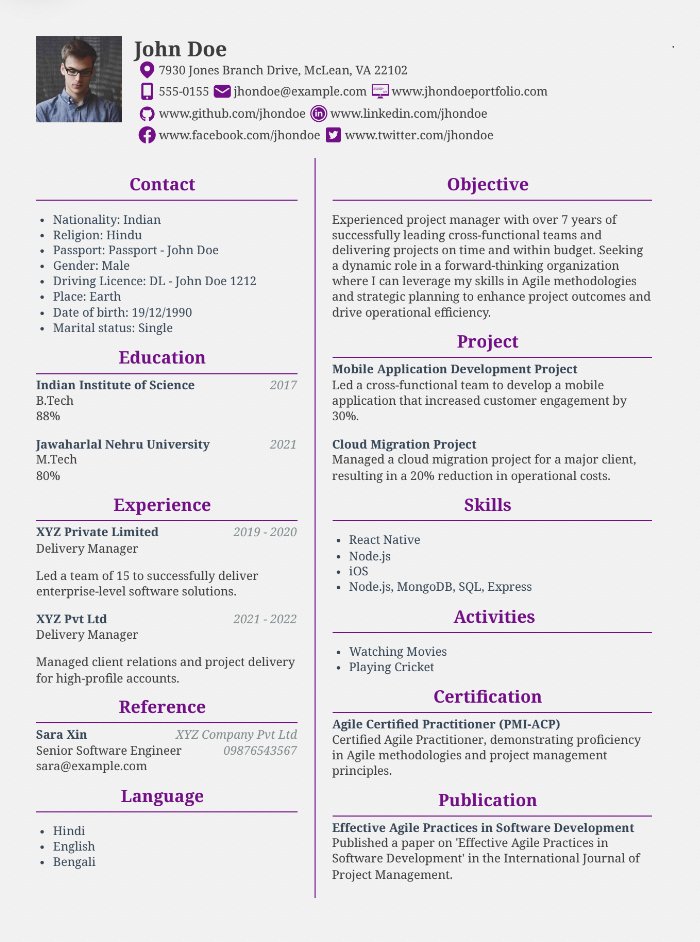 John Doe
7930 Jones Branch Drive, McLean, VA 22102
555-0155 jhondoe@example.com www.jhondoeportfolio.com
www.github.com/jhondoe www.linkedin.com/jhondoe
www.facebook.com/jhondoe www.twitter.com/jhondoe
Contact
• Nationality: Indian
• Religion: Hindu
• Passport: Passport - John Doe
• Gender: Male
• Driving Licence: DL - John Doe 1212
• Place: Earth
• Date of birth: 19/12/1990
• Marital status: Single
Education
Indian Institute of Science 2017
B.Tech
88%
Jawaharlal Nehru University 2021
M.Tech
80%
Experience
XYZ Private Limited 2019 - 2020
Delivery Manager
Led a team of 15 to successfully deliver
enterprise-level software solutions.
XYZ Pvt Ltd 2021 - 2022
Delivery Manager
Managed client relations and project delivery
for high-profile accounts.
Reference
Sara Xin XYZ Company Pvt Ltd
Senior Software Engineer 09876543567
sara@example.com
Language
• Hindi
• English
• Bengali
Objective
Experienced project manager with over 7 years of
successfully leading cross-functional teams and
delivering projects on time and within budget. Seeking
a dynamic role in a forward-thinking organization
where I can leverage my skills in Agile methodologies
and strategic planning to enhance project outcomes and
drive operational efficiency.
Project
Mobile Application Development Project
Led a cross-functional team to develop a mobile
application that increased customer engagement by
30%.
Cloud Migration Project
Managed a cloud migration project for a major client,
resulting in a 20% reduction in operational costs.
Skills
• React Native
• Node.js
• iOS
• Node.js, MongoDB, SQL, Express
Activities
• Watching Movies
• Playing Cricket
Certification
Agile Certified Practitioner (PMI-ACP)
Certified Agile Practitioner, demonstrating proficiency
in Agile methodologies and project management
principles.
Publication
Effective Agile Practices in Software Development
Published a paper on 'Effective Agile Practices in
Software Development' in the International Journal of
Project Management.